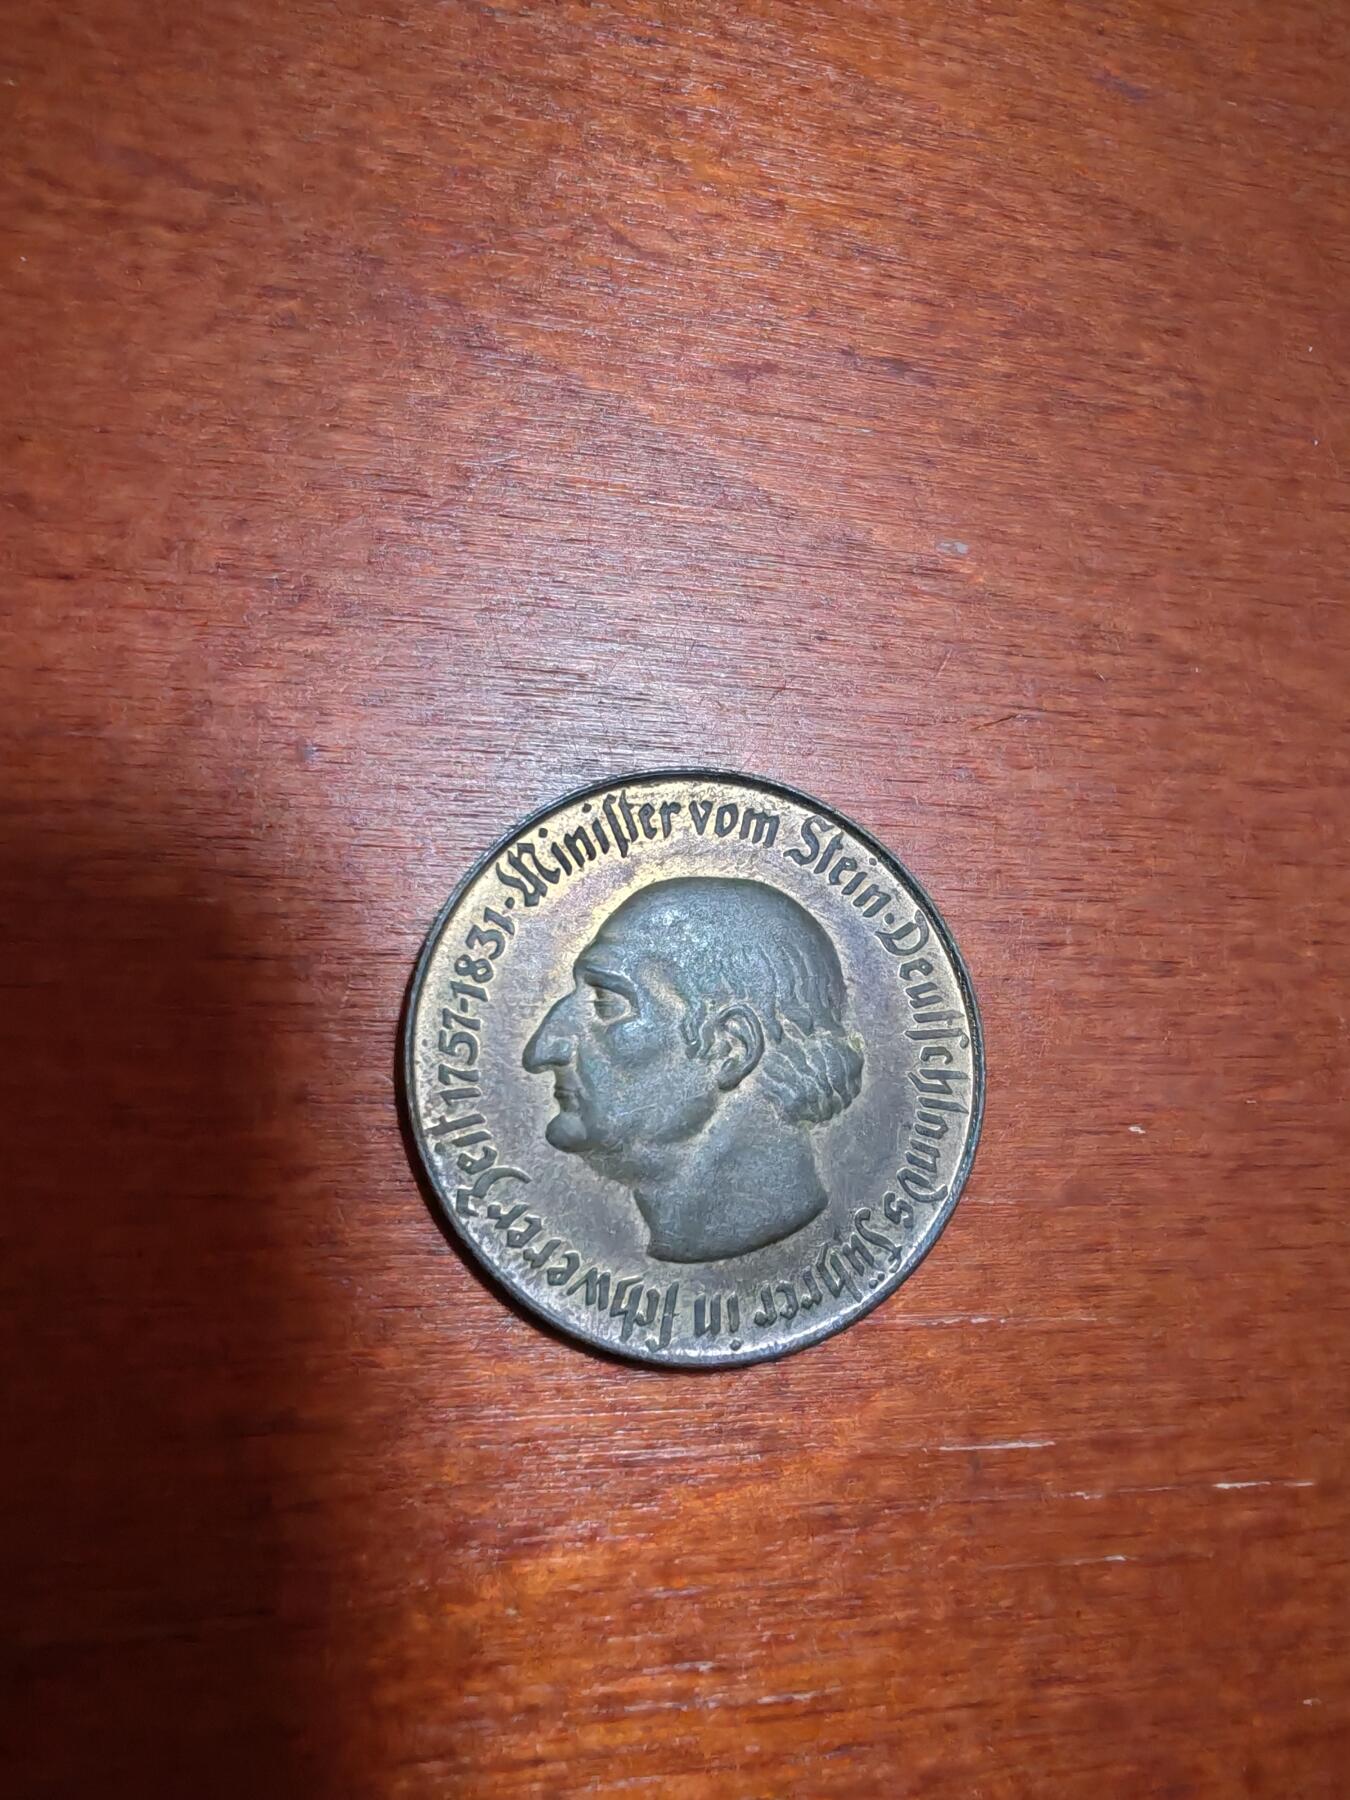 Minister vom Stein · Deutschlands Führer in schwerer Zeit 1757-1831 ·